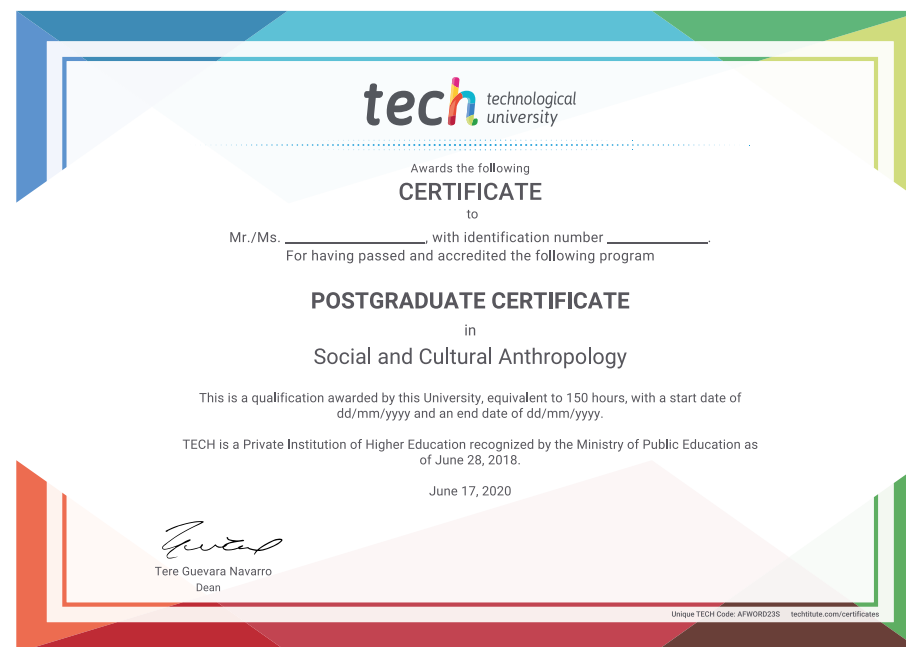 tech technological
university
Awards the following
CERTIFICATE
to
Mr./Ms. ____________________, with identification number ______________.
For having passed and accredited the following program
POSTGRADUATE CERTIFICATE
in
Social and Cultural Anthropology
This is a qualification awarded by this University, equivalent to 150 hours, with a start date of
dd/mm/yyyy and an end date of dd/mm/yyyy.
TECH is a Private Institution of Higher Education recognized by the Ministry of Public Education as
of June 28, 2018.
June 17, 2020
Tere Guevara Navarro
Dean
Unique TECH Code: AFWORD23S techtitute.com/certificates